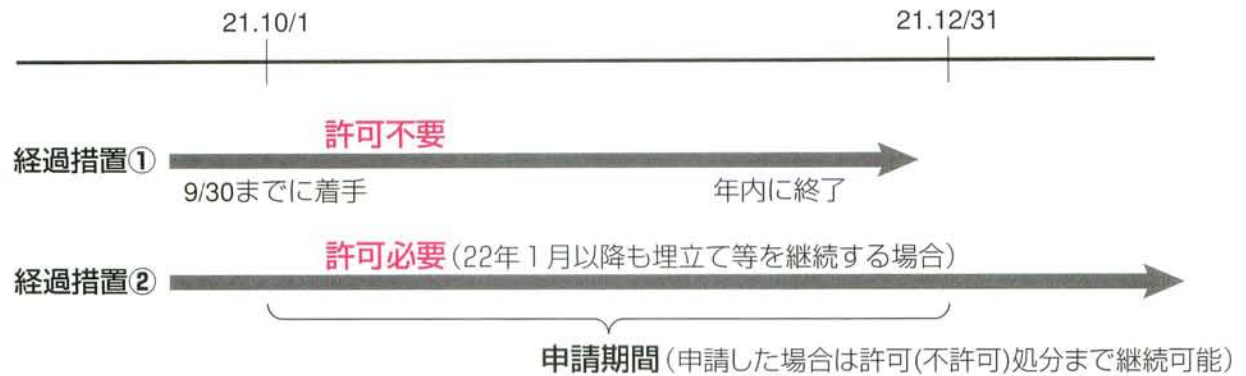 21.10/1
21.12/31
許可不要
経過措置①
9/30までに着手
年内に終了
許可必要(22年1月以降も埋立て等を継続する場合)
経過措置②
申請期間(申請した場合は許可(不許可)処分まで継続可能)